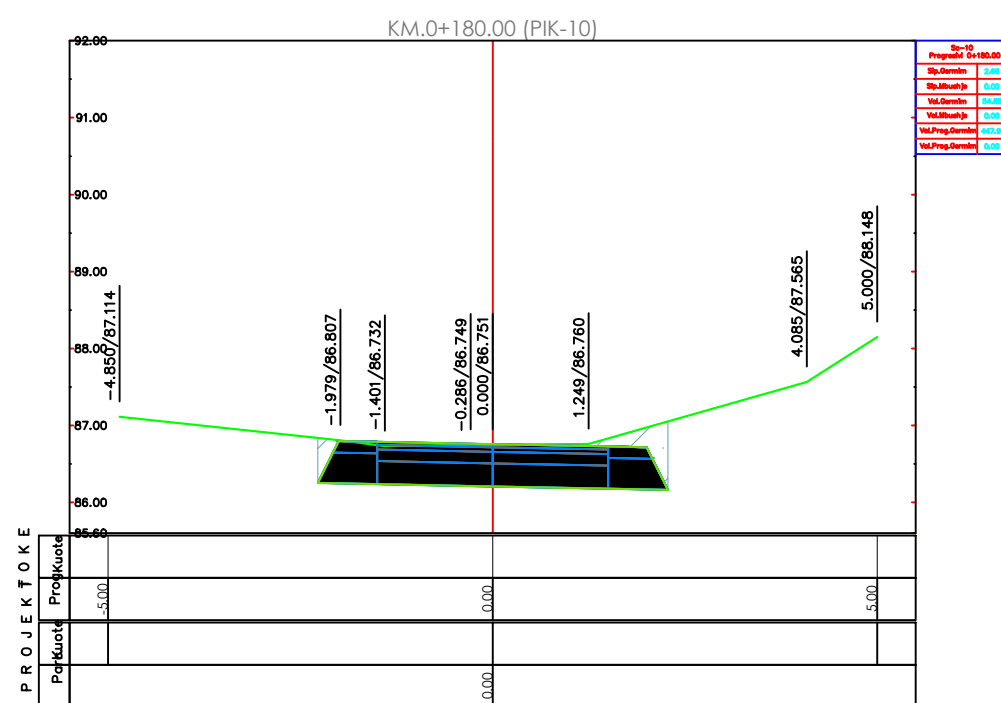 KM.0+180.00 (PIK-10)
92.00
91.00
90.00
89.00
88.00
87.00
86.00
85.60
-4.850/87.114
-1.979/86.807
-1.401/86.732
-0.286/86.749
0.000/86.751
1.249/86.760
4.085/87.565
5.000/88.148
Sc-10
Progresivi 0+180.00
Sip.Germim
Sip.Mbushje 0.00
Vol.Germim
Vol.Mbushje 0.00
Vol.Prog.Germim
Vol.Prog.Germim 0.00
TOKE
Kuote
Prog
-5.00 0.00 5.00
PROJEKT
Kuote
Par
0.00